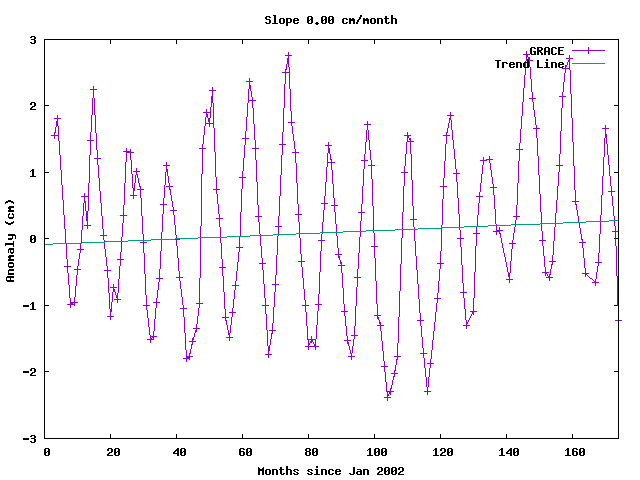 Slope 0.00 cm/month
GRACE
Trend Line
3
2
1
0
-1
-2
-3
Anomaly (cm)
0 20 40 60 80 100 120 140 160
Months since Jan 2002